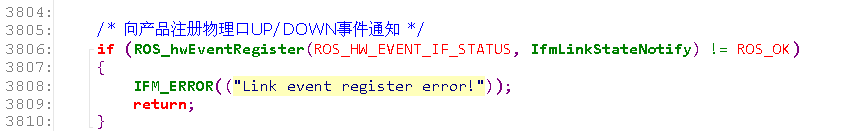 3804:
3805: /* 向产品注册物理口UP/DOWN事件通知 */
3806: if (ROS_hwEventRegister(ROS_HW_EVENT_IF_STATUS, IfmLinkStateNotify) != ROS_OK)
3807: {
3808: IFM_ERROR(("Link event register error!"));
3809: return;
3810: }